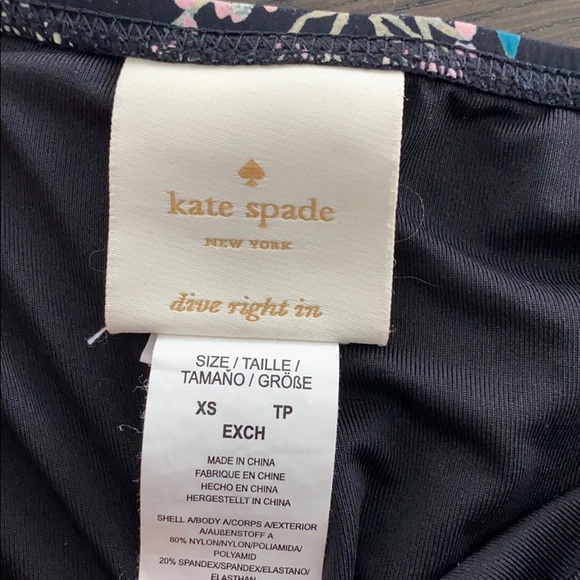 kate spade
NEW YORK
dive right in
SIZE / TAILLE /
TAMAÑO / GRÖßE
XS TP
EXCH
MADE IN CHINA
FABRIQUE EN CHINE
HECHO EN CHINA
HERGESTELLT IN CHINA
SHELL A/BODY A/CORPS A/EXTERIOR
A/AUßENSTOFF A
80% NYLON/NYLON/POLIAMIDA/
POLYAMID
20% SPANDEX/SPANDEX/ELASTANO/
ELASTHAN